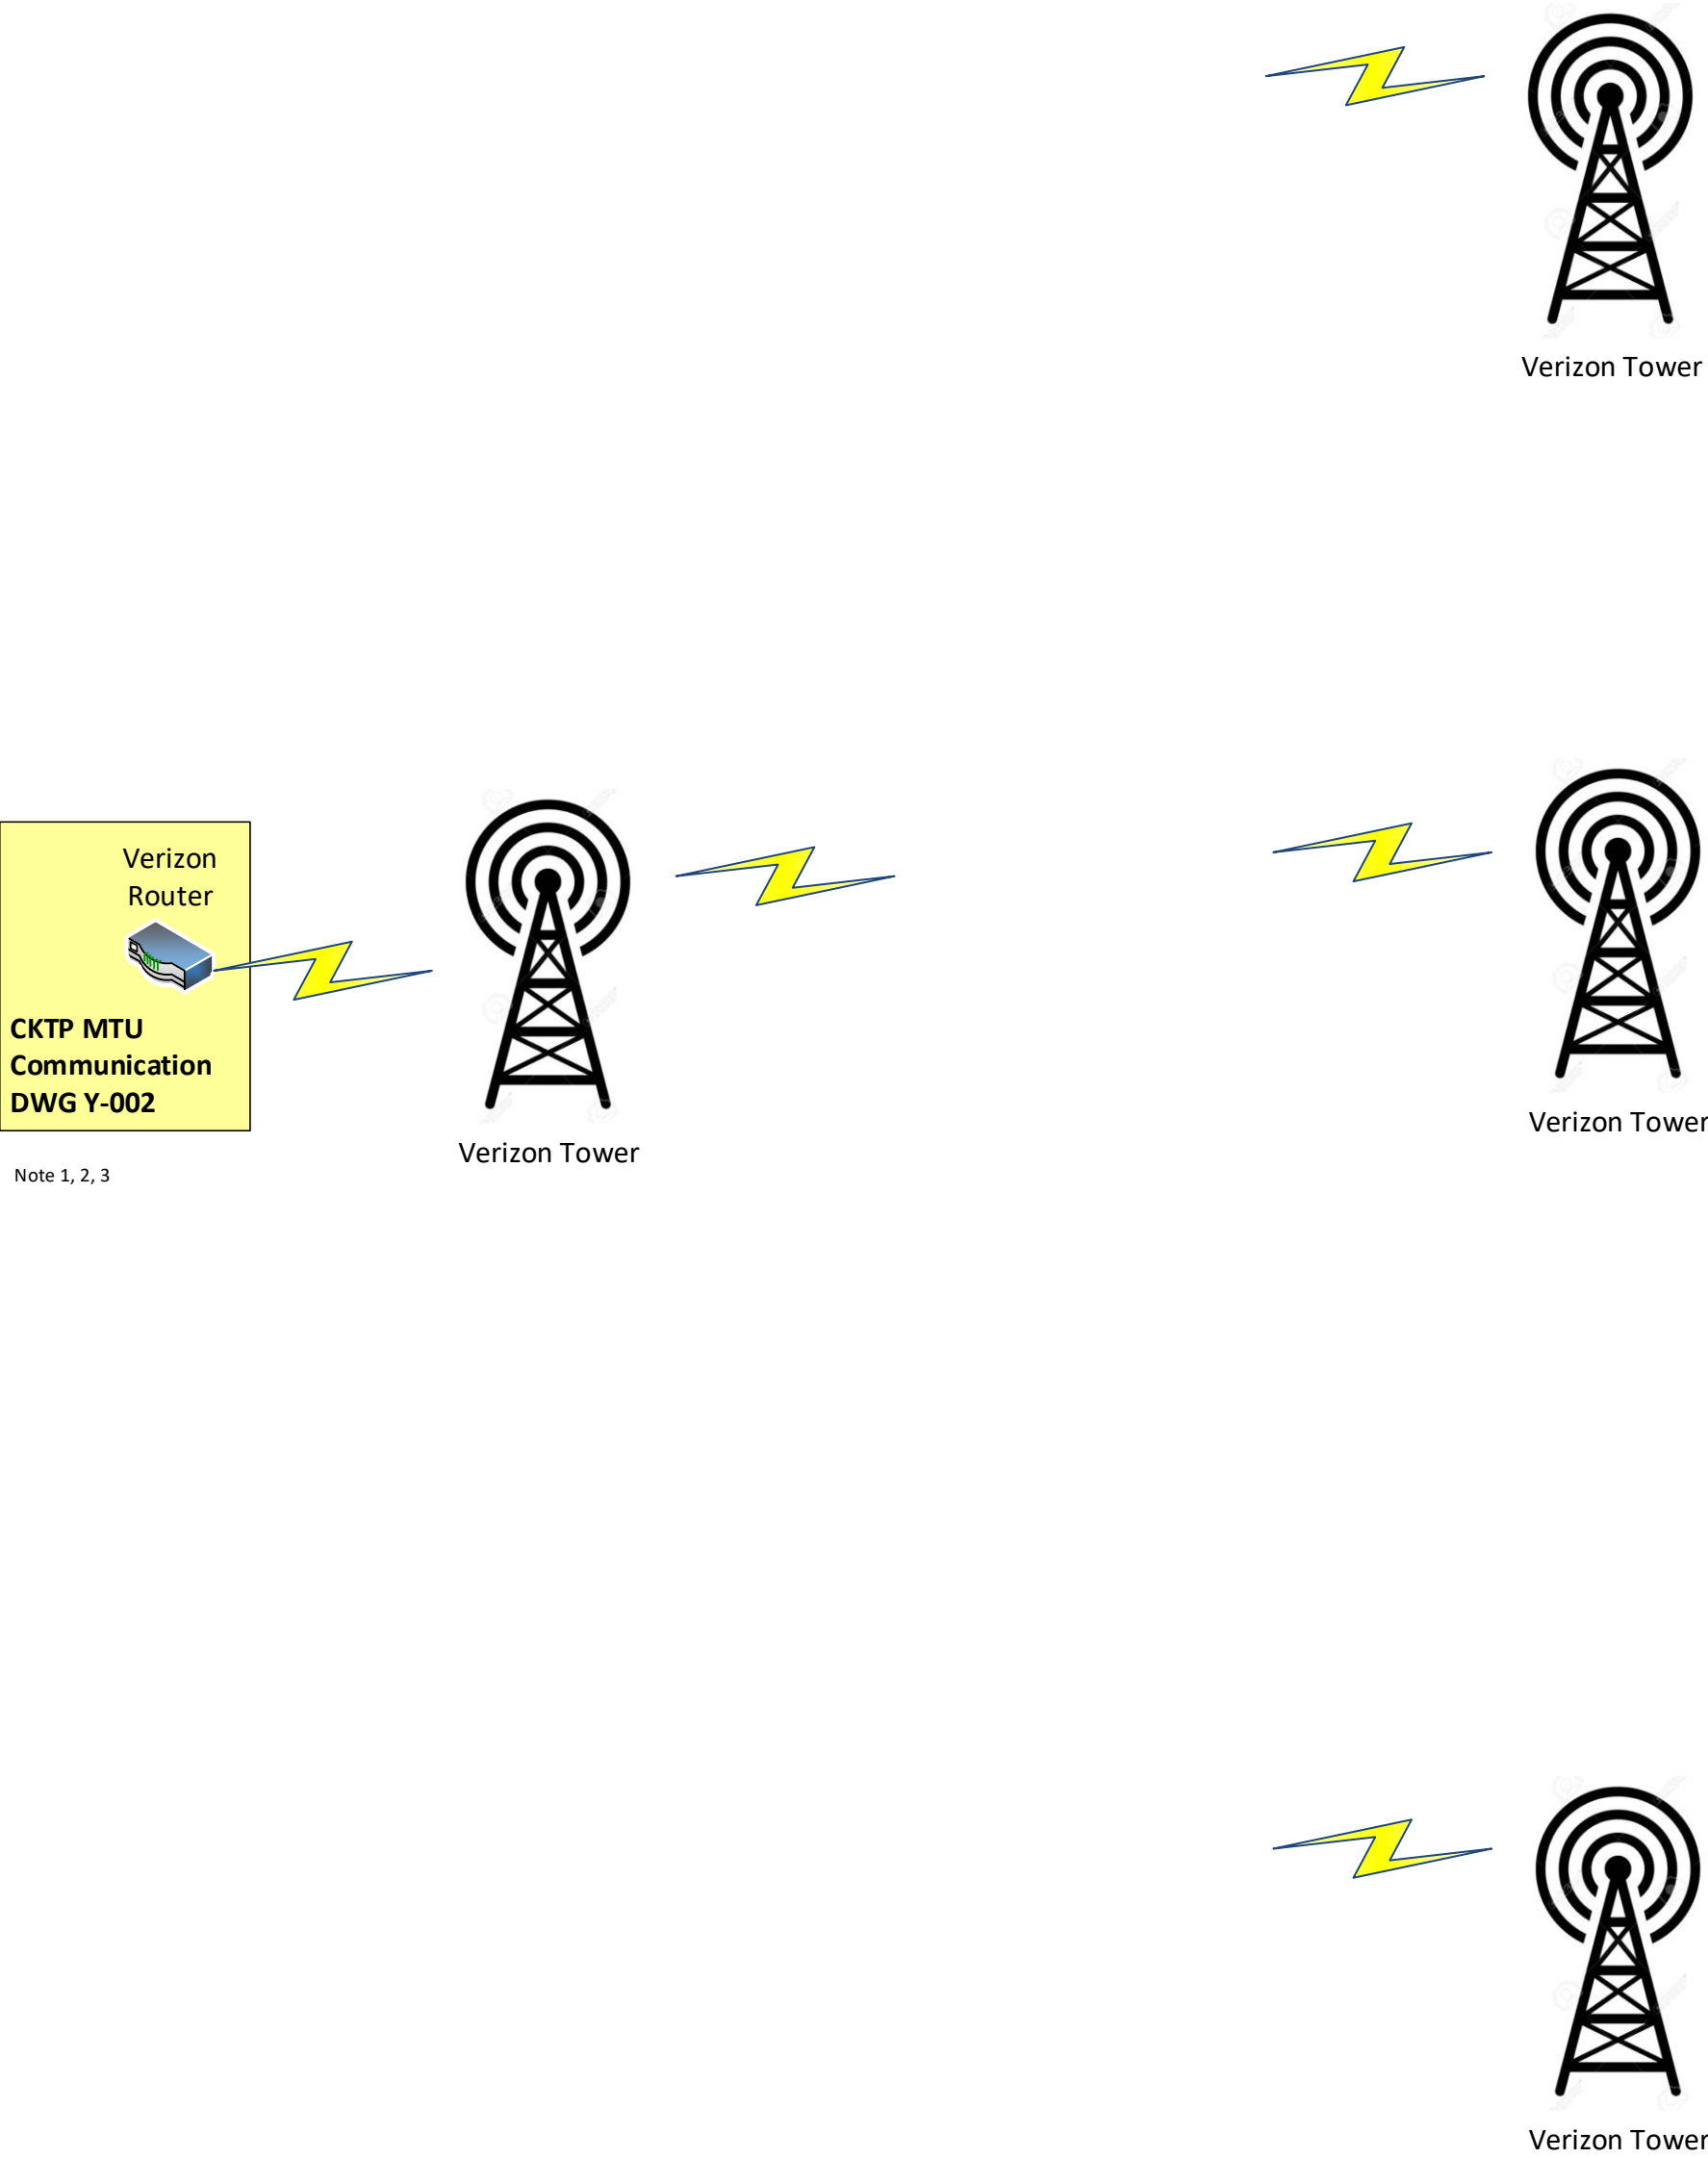 Verizon Tower
Verizon
Router
CKTP MTU
Communication
DWG Y-002
Note 1, 2, 3
Verizon Tower
Verizon Tower
Verizon Tower